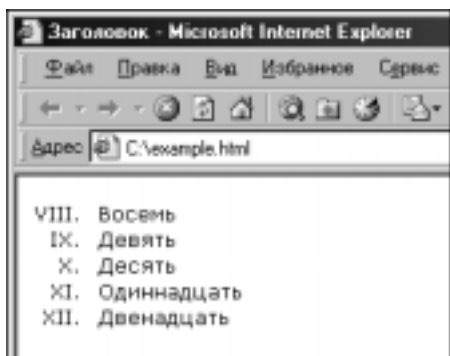 Заголовок - Microsoft Internet Explorer
Файл Правка Вид Избранное Сервис
Адрес C:\example.html
VIII. Восемь
IX. Девять
X. Десять
XI. Одиннадцать
XII. Двенадцать